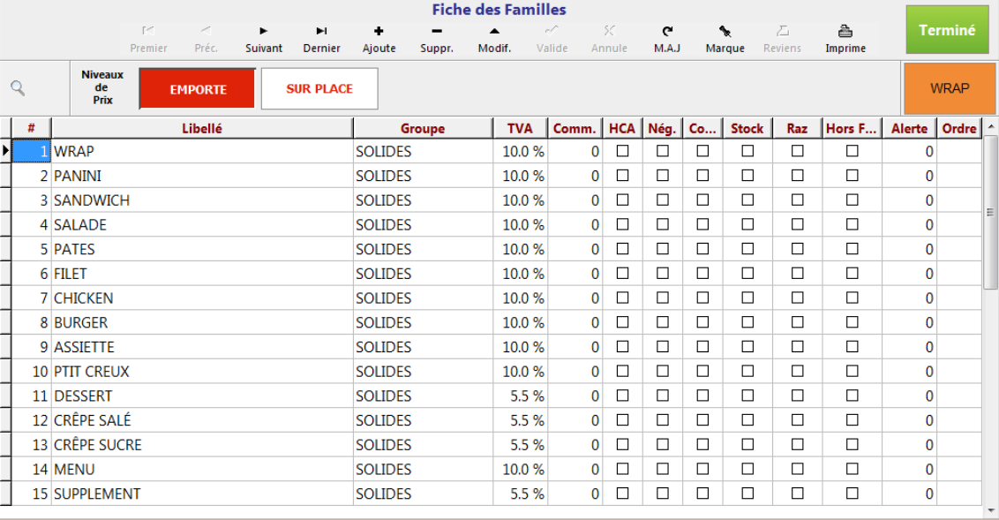 Fiche des Familles
Premier Préc. Suivant Dernier Ajoute Suppr. Modif. Valide Annule M.A.J Marque Reviens Imprime
Terminé
Niveaux
de
Prix
EMPORTE
SUR PLACE
WRAP
# Libellé Groupe TVA Comm. HCA Nég. Co... Stock Raz Hors F... Alerte Ordre
1 WRAP SOLIDES 10.0 % 0 0
2 PANINI SOLIDES 10.0 % 0 0
3 SANDWICH SOLIDES 10.0 % 0 0
4 SALADE SOLIDES 10.0 % 0 0
5 PATES SOLIDES 10.0 % 0 0
6 FILET SOLIDES 10.0 % 0 0
7 CHICKEN SOLIDES 10.0 % 0 0
8 BURGER SOLIDES 10.0 % 0 0
9 ASSIETTE SOLIDES 10.0 % 0 0
10 PTIT CREUX SOLIDES 10.0 % 0 0
11 DESSERT SOLIDES 5.5 % 0 0
12 CRÊPE SALÉ SOLIDES 5.5 % 0 0
13 CRÊPE SUCRE SOLIDES 5.5 % 0 0
14 MENU SOLIDES 10.0 % 0 0
15 SUPPLEMENT SOLIDES 5.5 % 0 0